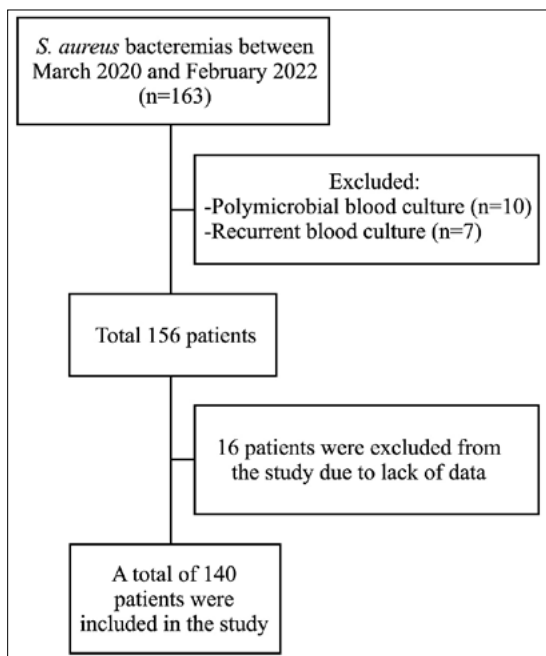 S. aureus bacteremias between
March 2020 and February 2022
(n=163)
Excluded:
-Polymicrobial blood culture (n=10)
-Recurrent blood culture (n=7)
Total 156 patients
16 patients were excluded from
the study due to lack of data
A total of 140
patients were
included in the study